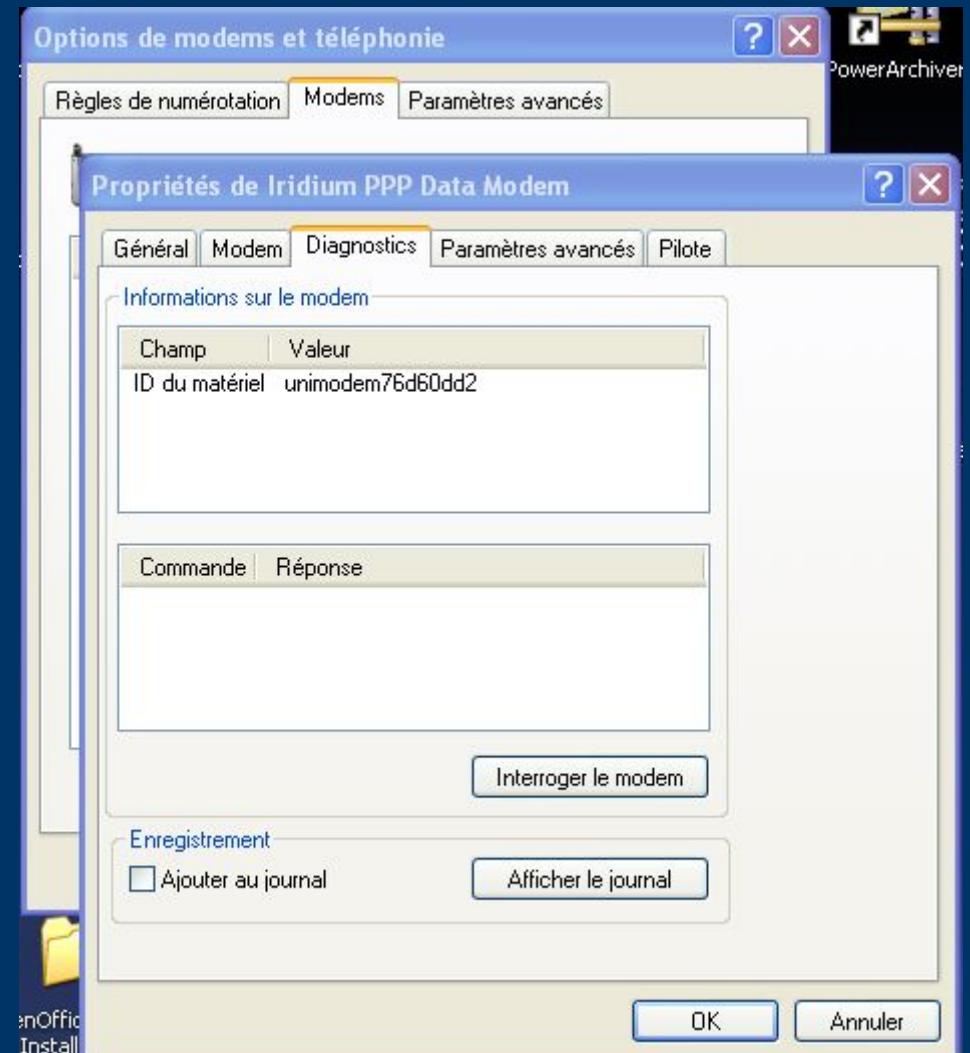 Options de modems et téléphonie
PowerArchiver
Règles de numérotation Modems Paramètres avancés
Propriétés de Iridium PPP Data Modem
Général Modem Diagnostics Paramètres avancés Pilote
Informations sur le modem
Champ Valeur
ID du matériel unimodem76d60dd2
Commande Réponse
Interroger le modem
Enregistrement
Ajouter au journal Afficher le journal
OK Annuler
enOffic
Install